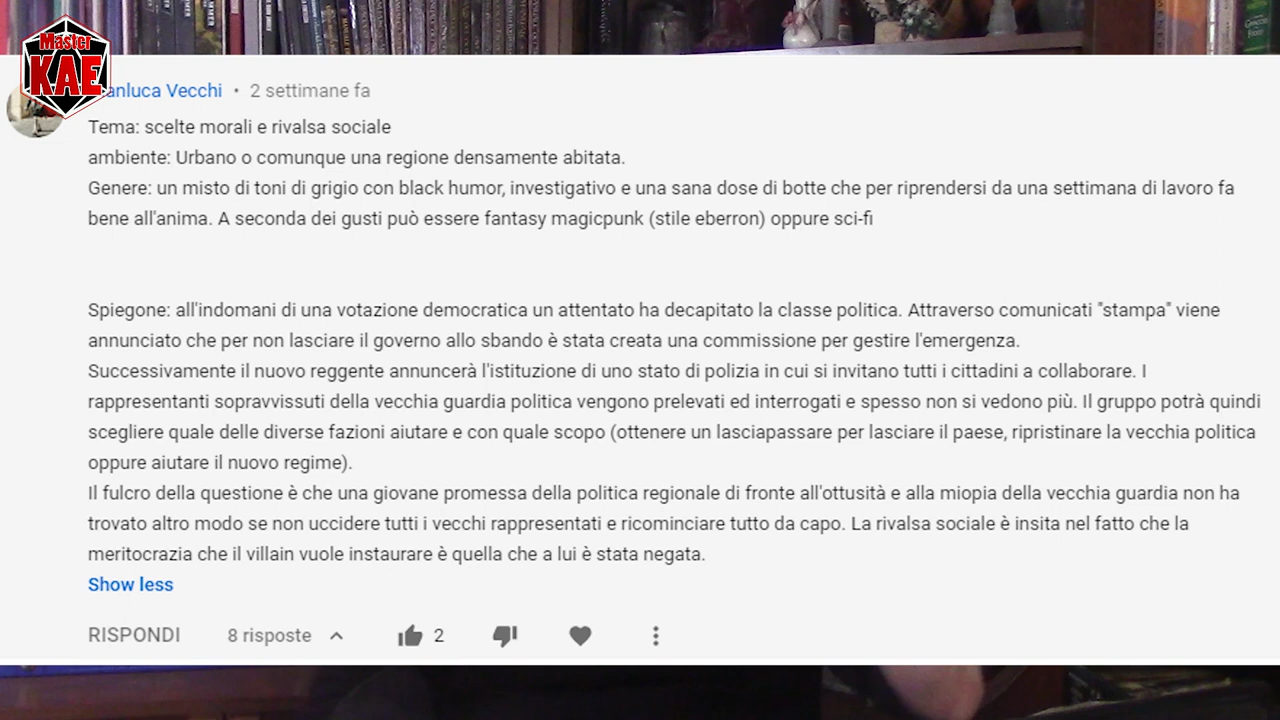 Master
KAE
anluca Vecchi • 2 settimane fa
Tema: scelte morali e rivalsa sociale
ambiente: Urbano o comunque una regione densamente abitata.
Genere: un misto di toni di grigio con black humor, investigativo e una sana dose di botte che per riprendersi da una settimana di lavoro fa
bene all'anima. A seconda dei gusti può essere fantasy magicpunk (stile eberron) oppure sci-fi
Spiegone: all'indomani di una votazione democratica un attentato ha decapitato la classe politica. Attraverso comunicati "stampa" viene
annunciato che per non lasciare il governo allo sbando è stata creata una commissione per gestire l'emergenza.
Successivamente il nuovo reggente annuncerà l'istituzione di uno stato di polizia in cui si invitano tutti i cittadini a collaborare. I
rappresentanti sopravvissuti della vecchia guardia politica vengono prelevati ed interrogati e spesso non si vedono più. Il gruppo potrà quindi
scegliere quale delle diverse fazioni aiutare e con quale scopo (ottenere un lasciapassare per lasciare il paese, ripristinare la vecchia politica
oppure aiutare il nuovo regime).
Il fulcro della questione è che una giovane promessa della politica regionale di fronte all'ottusità e alla miopia della vecchia guardia non ha
trovato altro modo se non uccidere tutti i vecchi rappresentati e ricominciare tutto da capo. La rivalsa sociale è insita nel fatto che la
meritocrazia che il villain vuole instaurare è quella che a lui è stata negata.
Show less
RISPONDI 8 risposte 2